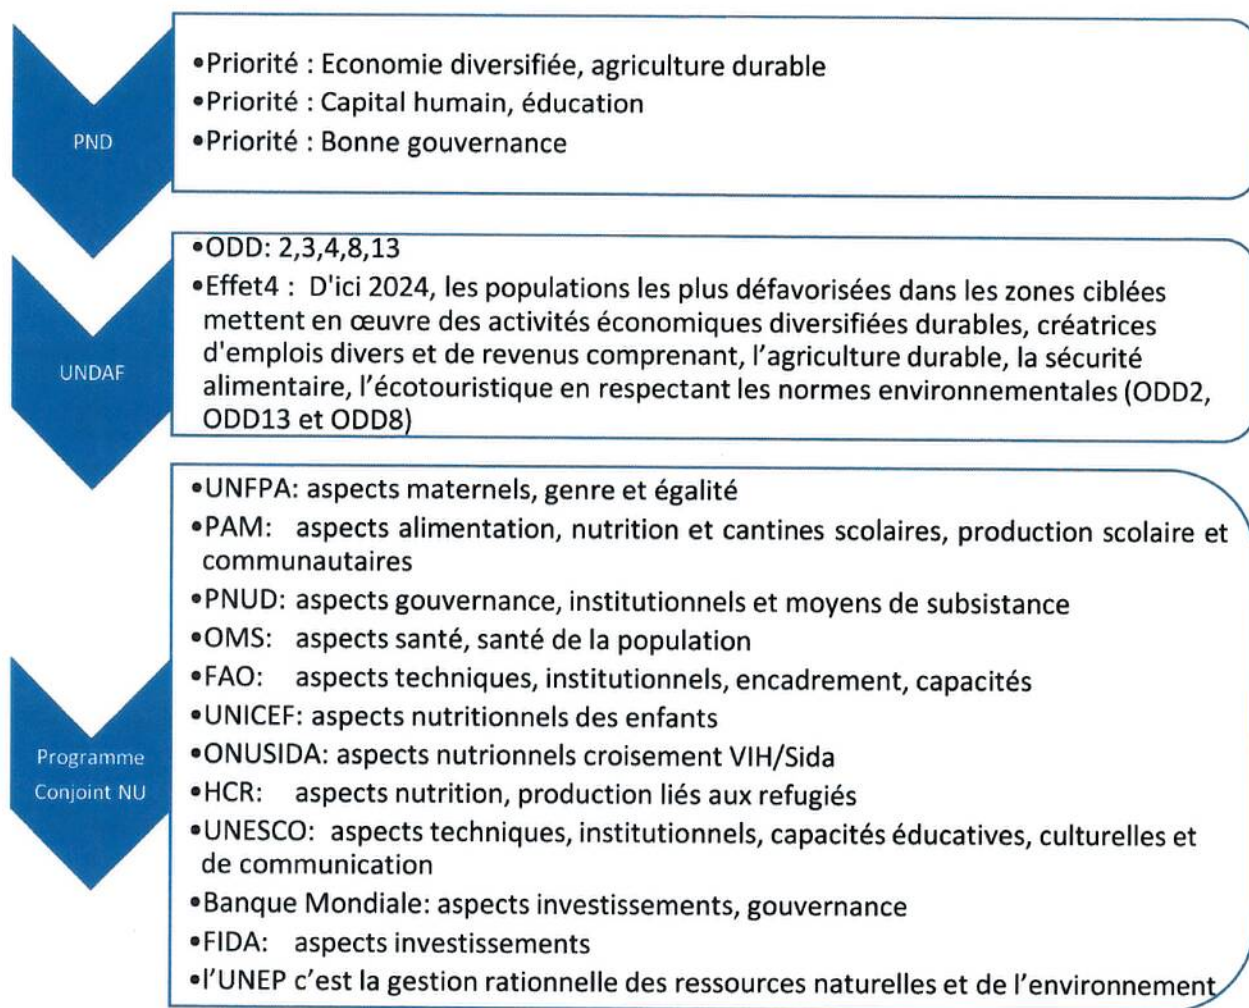 PND
•Priorité : Economie diversifiée, agriculture durable
•Priorité : Capital humain, éducation
•Priorité : Bonne gouvernance
UNDAF
•ODD: 2,3,4,8,13
•Effet4 : D'ici 2024, les populations les plus défavorisées dans les zones ciblées
mettent en œuvre des activités économiques diversifiées durables, créatrices
d'emplois divers et de revenus comprenant, l'agriculture durable, la sécurité
alimentaire, l'écotouristique en respectant les normes environnementales (ODD2,
ODD13 et ODD8)
Programme
Conjoint NU
•UNFPA: aspects maternels, genre et égalité
•PAM: aspects alimentation, nutrition et cantines scolaires, production scolaire et
communautaires
•PNUD: aspects gouvernance, institutionnels et moyens de subsistance
•OMS: aspects santé, santé de la population
•FAO: aspects techniques, institutionnels, encadrement, capacités
•UNICEF: aspects nutritionnels des enfants
•ONUSIDA: aspects nutrionnels croisement VIH/Sida
•HCR: aspects nutrition, production liés aux refugiés
•UNESCO: aspects techniques, institutionnels, capacités éducatives, culturelles et
de communication
•Banque Mondiale: aspects investissements, gouvernance
•FIDA: aspects investissements
•l'UNEP c'est la gestion rationnelle des ressources naturelles et de l'environnement